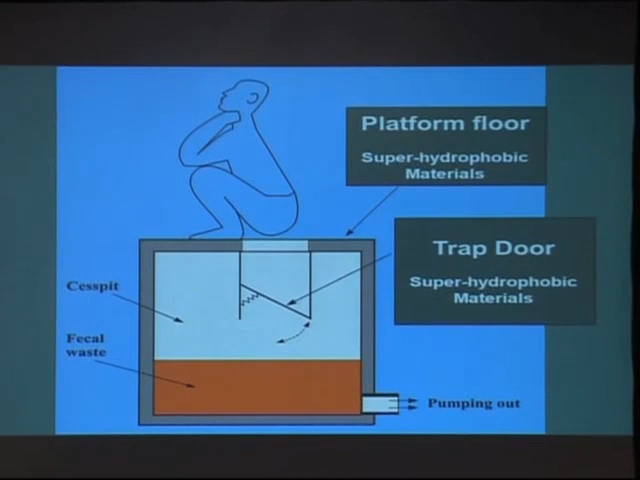 Platform floor
Super-hydrophobic
Materials
Trap Door
Super-hydrophobic
Materials
Cesspit
Fecal
waste
Pumping out